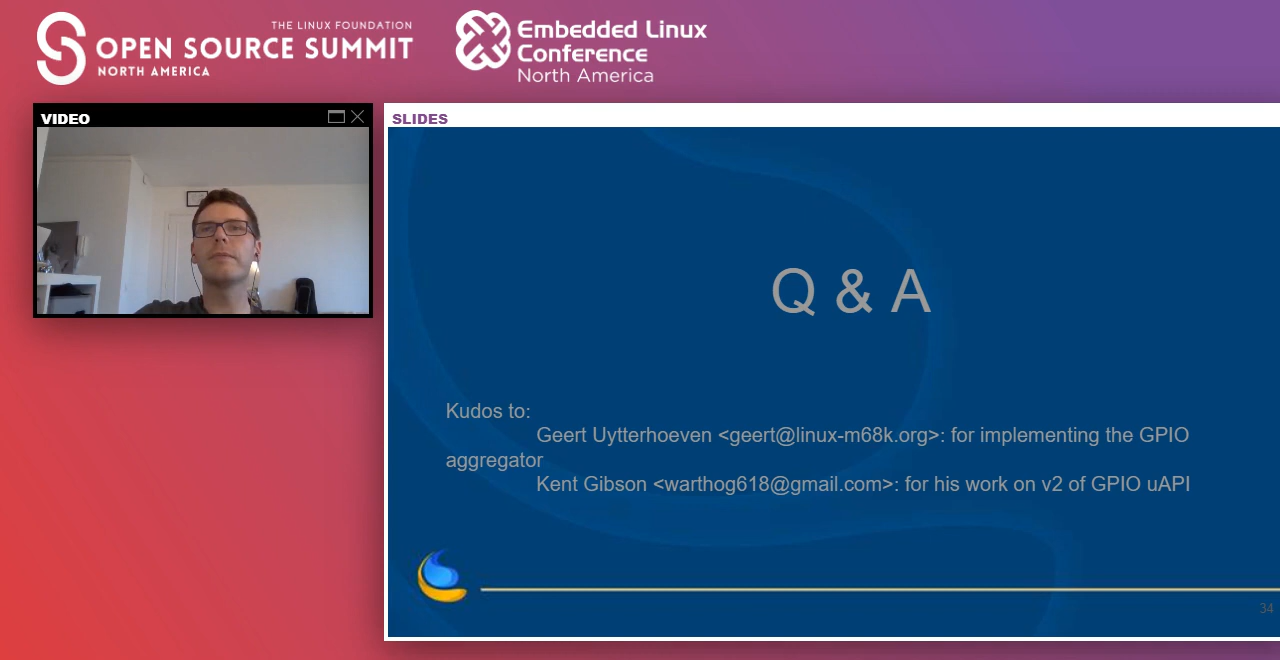 THE LINUX FOUNDATION
OPEN SOURCE SUMMIT
NORTH AMERICA
Embedded Linux
Conference
North America
VIDEO
SLIDES
Q & A
Kudos to:
Geert Uytterhoeven <geert@linux-m68k.org>: for implementing the GPIO
aggregator
Kent Gibson <warthog618@gmail.com>: for his work on v2 of GPIO uAPI
34